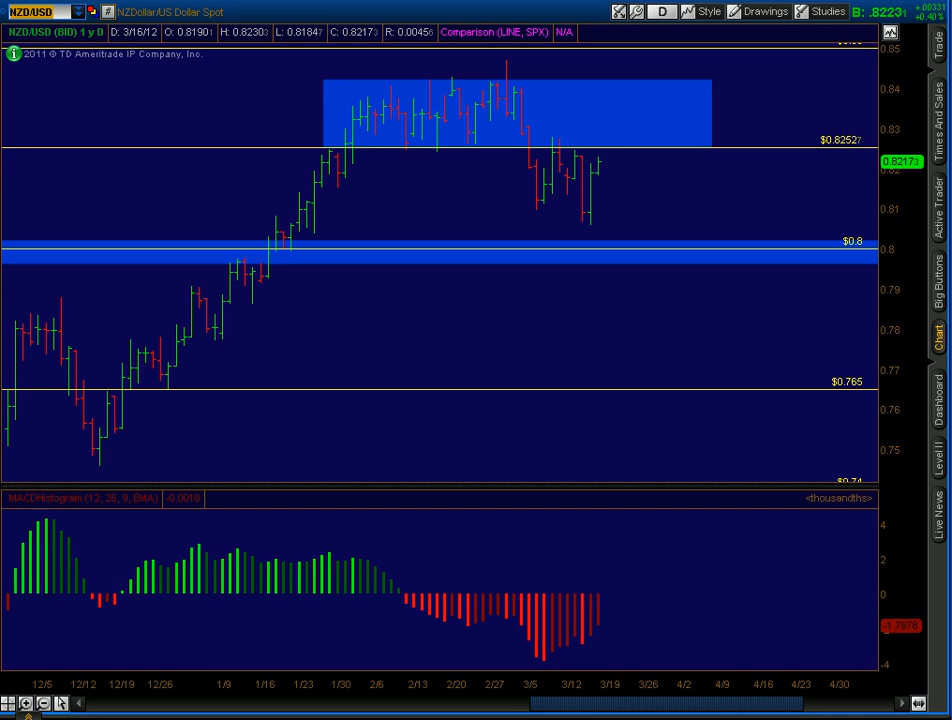 NZD/USD # NZDollar/US Dollar Spot D Style Drawings Studies B: .82231 +.00331 +0.40%
NZD/USD (BID) 1 y D D: 3/16/12 O: 0.81901 H: 0.82303 L: 0.81847 C: 0.82173 R: 0.00456 Comparison (LINE, SPX) N/A
2011 © TD Ameritrade IP Company, Inc.
0.85
0.84
0.83
$0.82527
0.82173
0.82
0.81
$0.8
0.8
0.79
0.78
0.77
$0.765
0.76
0.75
$0.74
MACDHistogram (12, 26, 9, EMA) -0.0018 <thousandths>
4
2
0
-1.7978
-4
12/5 12/12 12/19 12/26 1/9 1/16 1/23 1/30 2/6 2/13 2/20 2/27 3/5 3/12 3/19 3/26 4/2 4/9 4/16 4/23 4/30
Trade
Times And Sales
Active Trader
Big Buttons
Chart
Dashboard
Level II
Live News